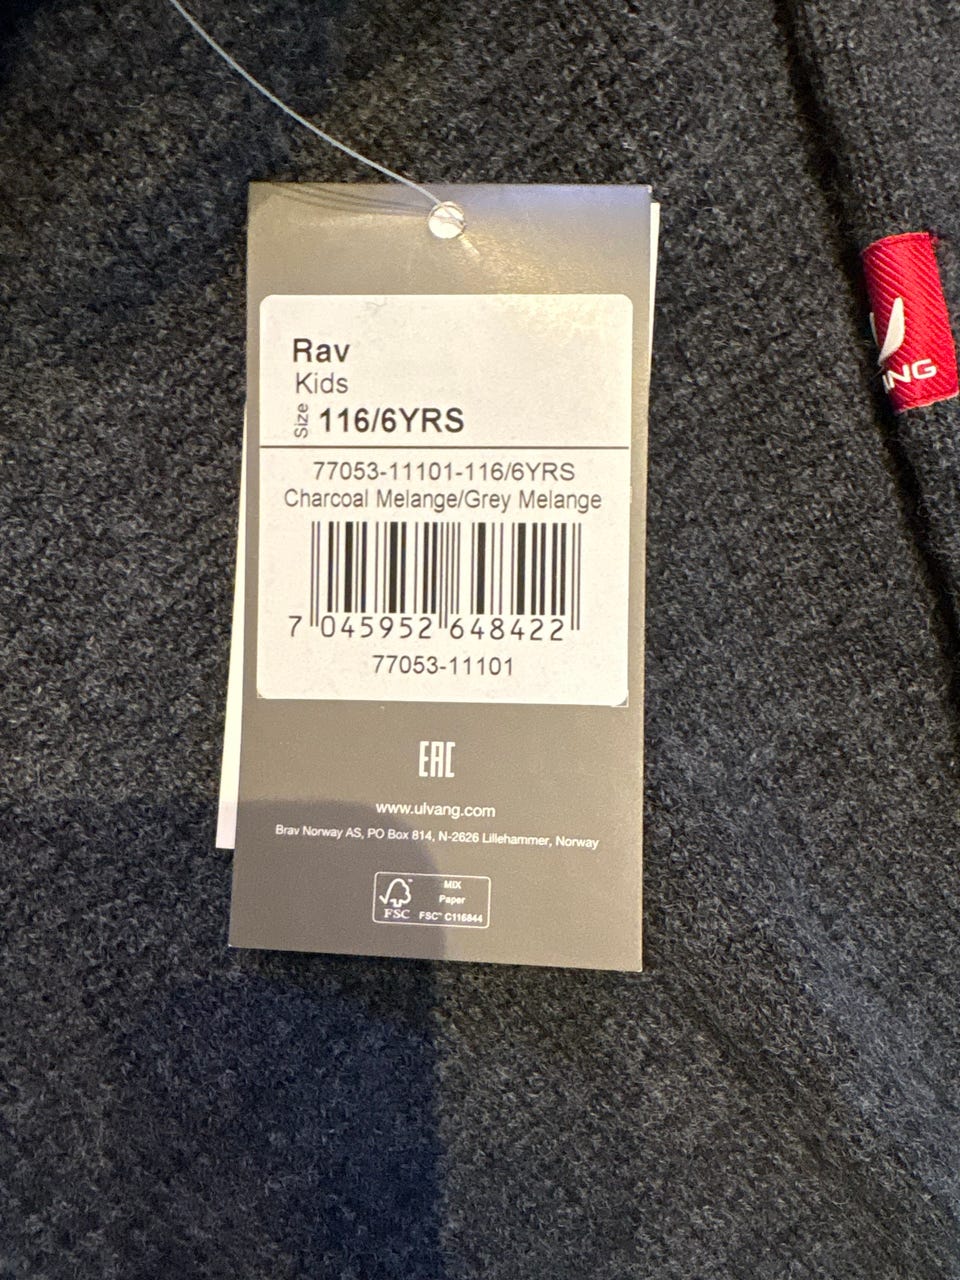 Rav
Kids
Size 116/6YRS
77053-11101-116/6YRS
Charcoal Melange/Grey Melange
7 045952 648422
77053-11101
EAC
www.ulvang.com
Brav Norway AS, PO Box 814, N-2626 Lillehammer, Norway
MIX
Paper
FSC™ C116844
FSC
NG